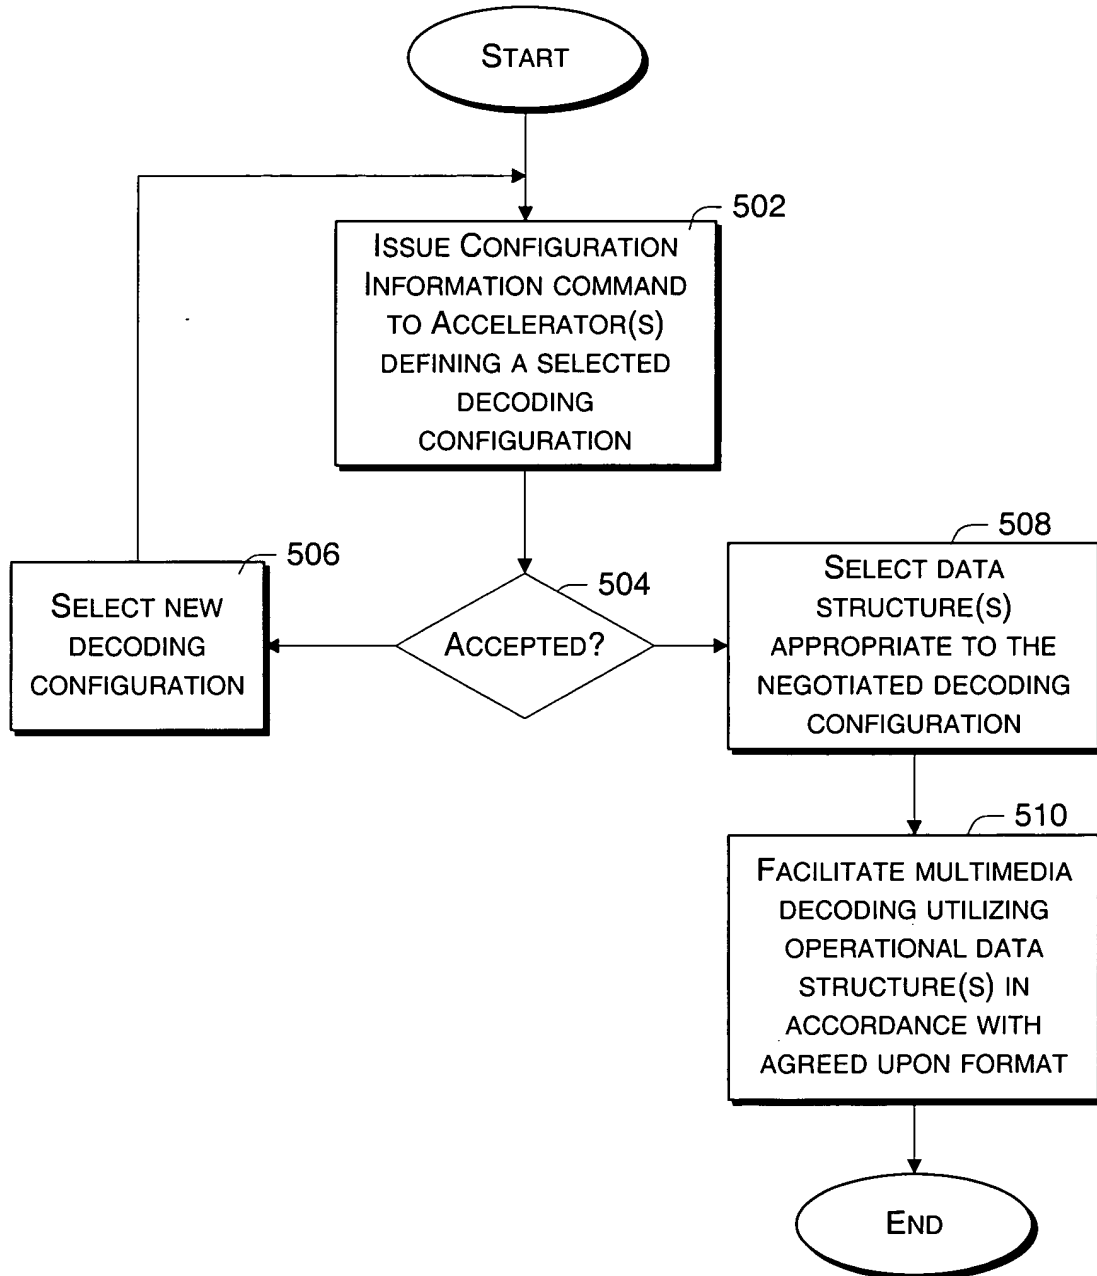 START
502
ISSUE CONFIGURATION
INFORMATION COMMAND
TO ACCELERATOR(S)
DEFINING A SELECTED
DECODING
CONFIGURATION
506
SELECT NEW
DECODING
CONFIGURATION
504
ACCEPTED?
508
SELECT DATA
STRUCTURE(S)
APPROPRIATE TO THE
NEGOTIATED DECODING
CONFIGURATION
510
FACILITATE MULTIMEDIA
DECODING UTILIZING
OPERATIONAL DATA
STRUCTURE(S) IN
ACCORDANCE WITH
AGREED UPON FORMAT
END